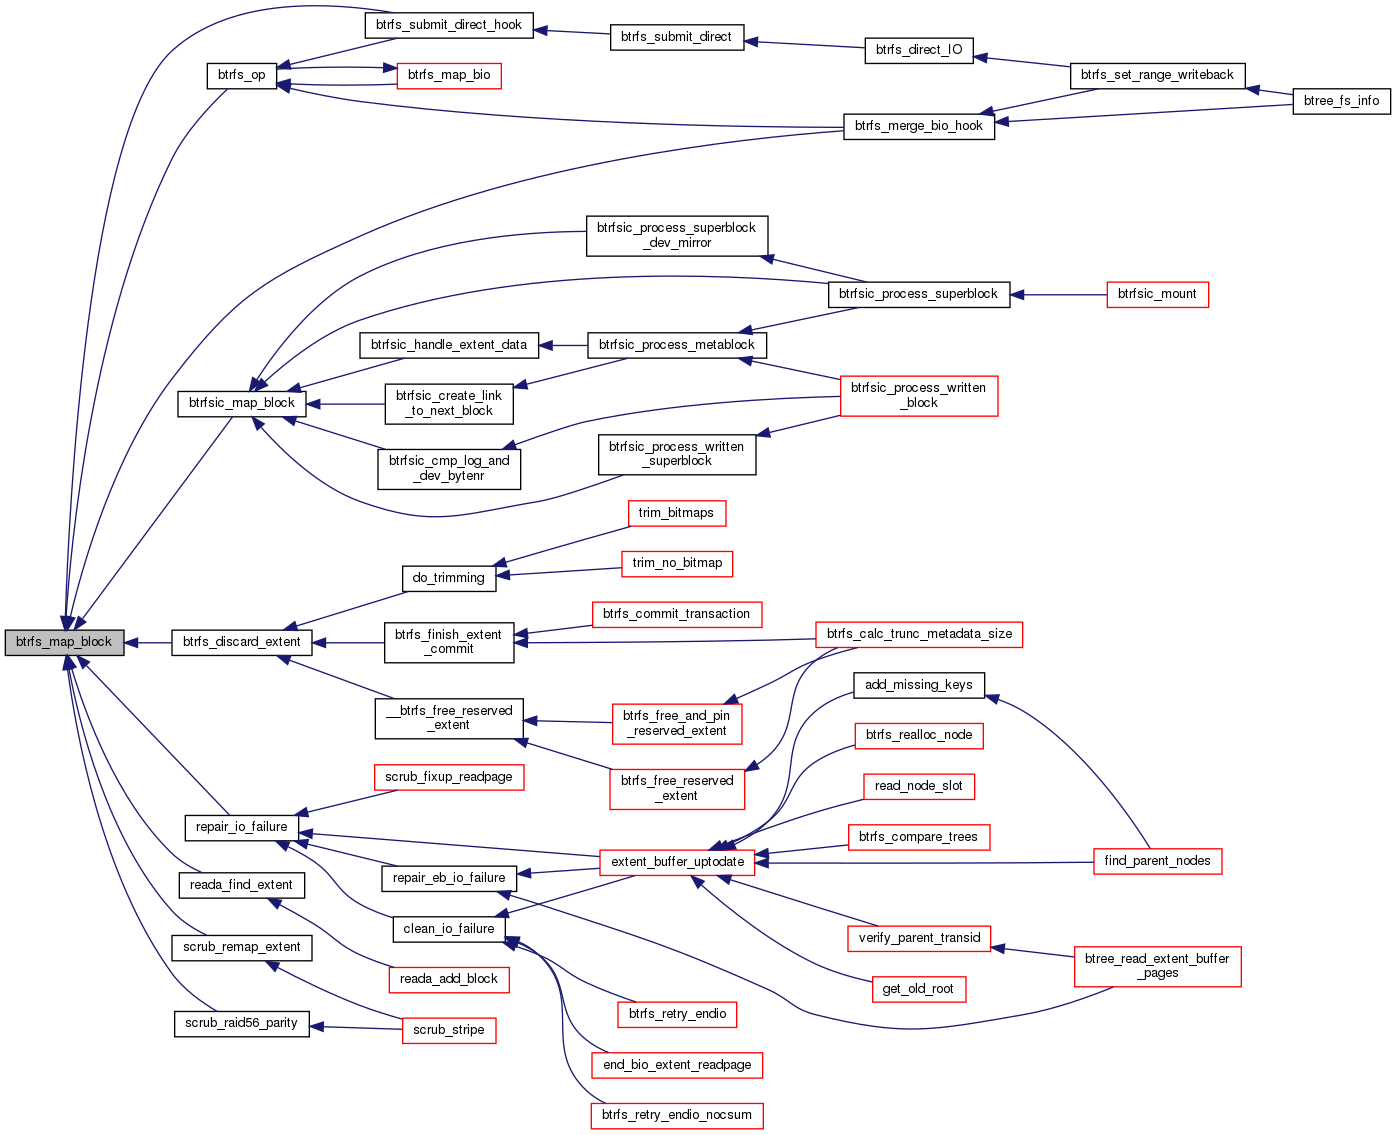 btrfs_submit_direct_hook
btrfs_submit_direct
btrfs_direct_IO
btrfs_op
btrfs_map_bio
btrfs_set_range_writeback
btree_fs_info
btrfs_merge_bio_hook
btrfsic_process_superblock
_dev_mirror
btrfsic_process_superblock
btrfsic_mount
btrfsic_handle_extent_data
btrfsic_process_metablock
btrfsic_map_block
btrfsic_create_link
_to_next_block
btrfsic_process_written
_block
btrfsic_cmp_log_and
_dev_bytenr
btrfsic_process_written
_superblock
trim_bitmaps
do_trimming
trim_no_bitmap
btrfs_map_block
btrfs_discard_extent
btrfs_finish_extent
_commit
btrfs_commit_transaction
btrfs_calc_trunc_metadata_size
add_missing_keys
__btrfs_free_reserved
_extent
btrfs_free_and_pin
_reserved_extent
btrfs_realloc_node
scrub_fixup_readpage
btrfs_free_reserved
_extent
read_node_slot
repair_io_failure
btrfs_compare_trees
extent_buffer_uptodate
find_parent_nodes
reada_find_extent
repair_eb_io_failure
clean_io_failure
verify_parent_transid
scrub_remap_extent
btree_read_extent_buffer
_pages
reada_add_block
get_old_root
scrub_raid56_parity
scrub_stripe
btrfs_retry_endio
end_bio_extent_readpage
btrfs_retry_endio_nocsum